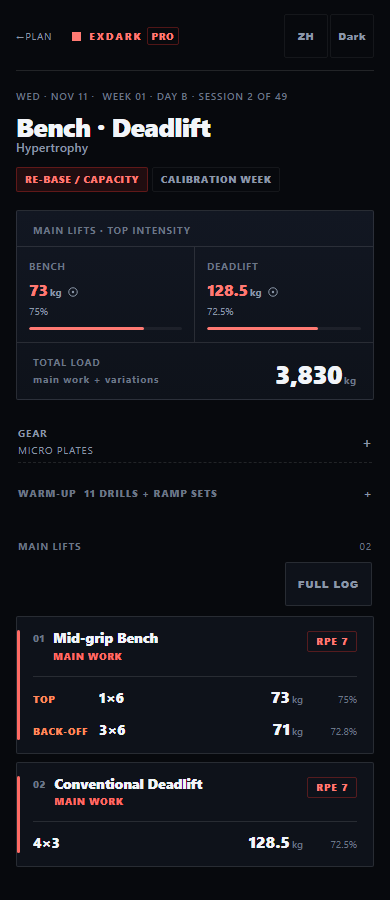 ←PLAN
EXDARK PRO
ZH
Dark
WED · NOV 11 · WEEK 01 · DAY B · SESSION 2 OF 49
Bench · Deadlift
Hypertrophy
RE-BASE / CAPACITY
CALIBRATION WEEK
MAIN LIFTS · TOP INTENSITY
BENCH
73 kg
75%
DEADLIFT
128.5 kg
72.5%
TOTAL LOAD
main work + variations
3,830 kg
GEAR
MICRO PLATES
+
WARM-UP 11 DRILLS + RAMP SETS +
MAIN LIFTS 02
FULL LOG
01 Mid-grip Bench
MAIN WORK
RPE 7
TOP 1×6 73 kg 75%
BACK-OFF 3×6 71 kg 72.8%
02 Conventional Deadlift
MAIN WORK
RPE 7
4×3 128.5 kg 72.5%